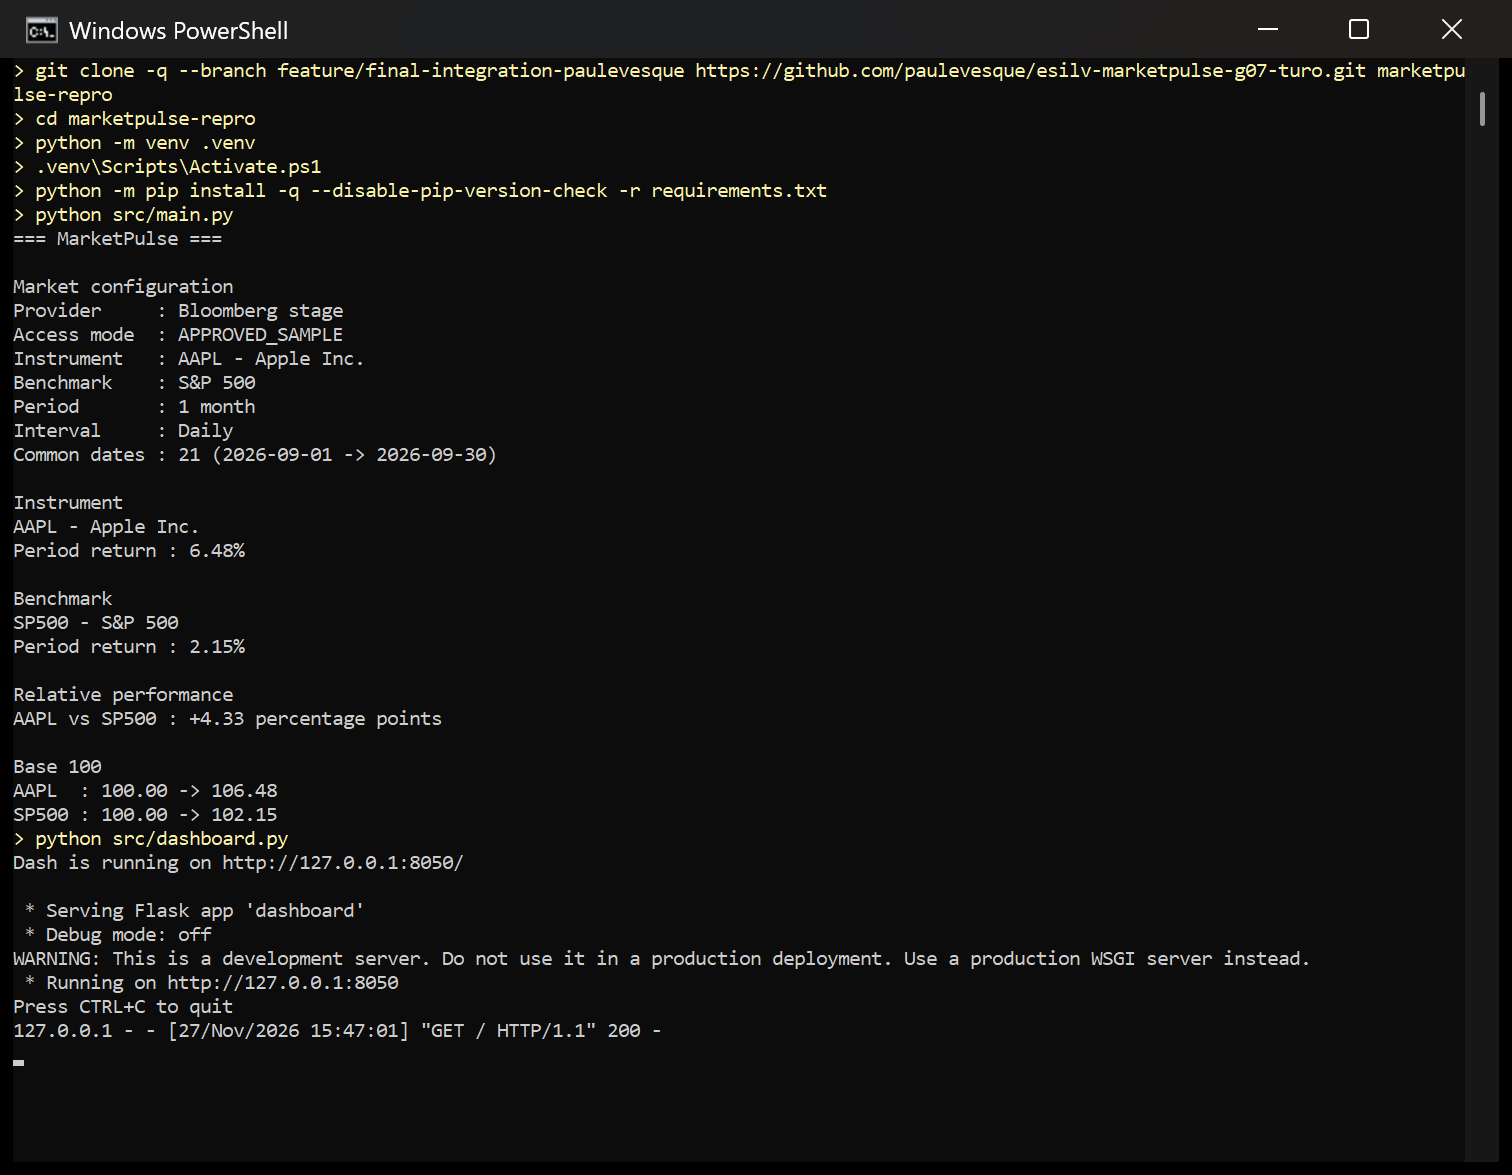 Windows PowerShell
> git clone -q --branch feature/final-integration-paulevesque https://github.com/paulevesque/esilv-marketpulse-g07-turo.git marketpu
lse-repro
> cd marketpulse-repro
> python -m venv .venv
> .venv\Scripts\Activate.ps1
> python -m pip install -q --disable-pip-version-check -r requirements.txt
> python src/main.py
=== MarketPulse ===

Market configuration
Provider     : Bloomberg stage
Access mode  : APPROVED_SAMPLE
Instrument   : AAPL - Apple Inc.
Benchmark    : S&P 500
Period       : 1 month
Interval     : Daily
Common dates : 21 (2026-09-01 -> 2026-09-30)

Instrument
AAPL - Apple Inc.
Period return : 6.48%

Benchmark
SP500 - S&P 500
Period return : 2.15%

Relative performance
AAPL vs SP500 : +4.33 percentage points

Base 100
AAPL  : 100.00 -> 106.48
SP500 : 100.00 -> 102.15
> python src/dashboard.py
Dash is running on http://127.0.0.1:8050/

 * Serving Flask app 'dashboard'
 * Debug mode: off
WARNING: This is a development server. Do not use it in a production deployment. Use a production WSGI server instead.
 * Running on http://127.0.0.1:8050
Press CTRL+C to quit
127.0.0.1 - - [27/Nov/2026 15:47:01] "GET / HTTP/1.1" 200 -